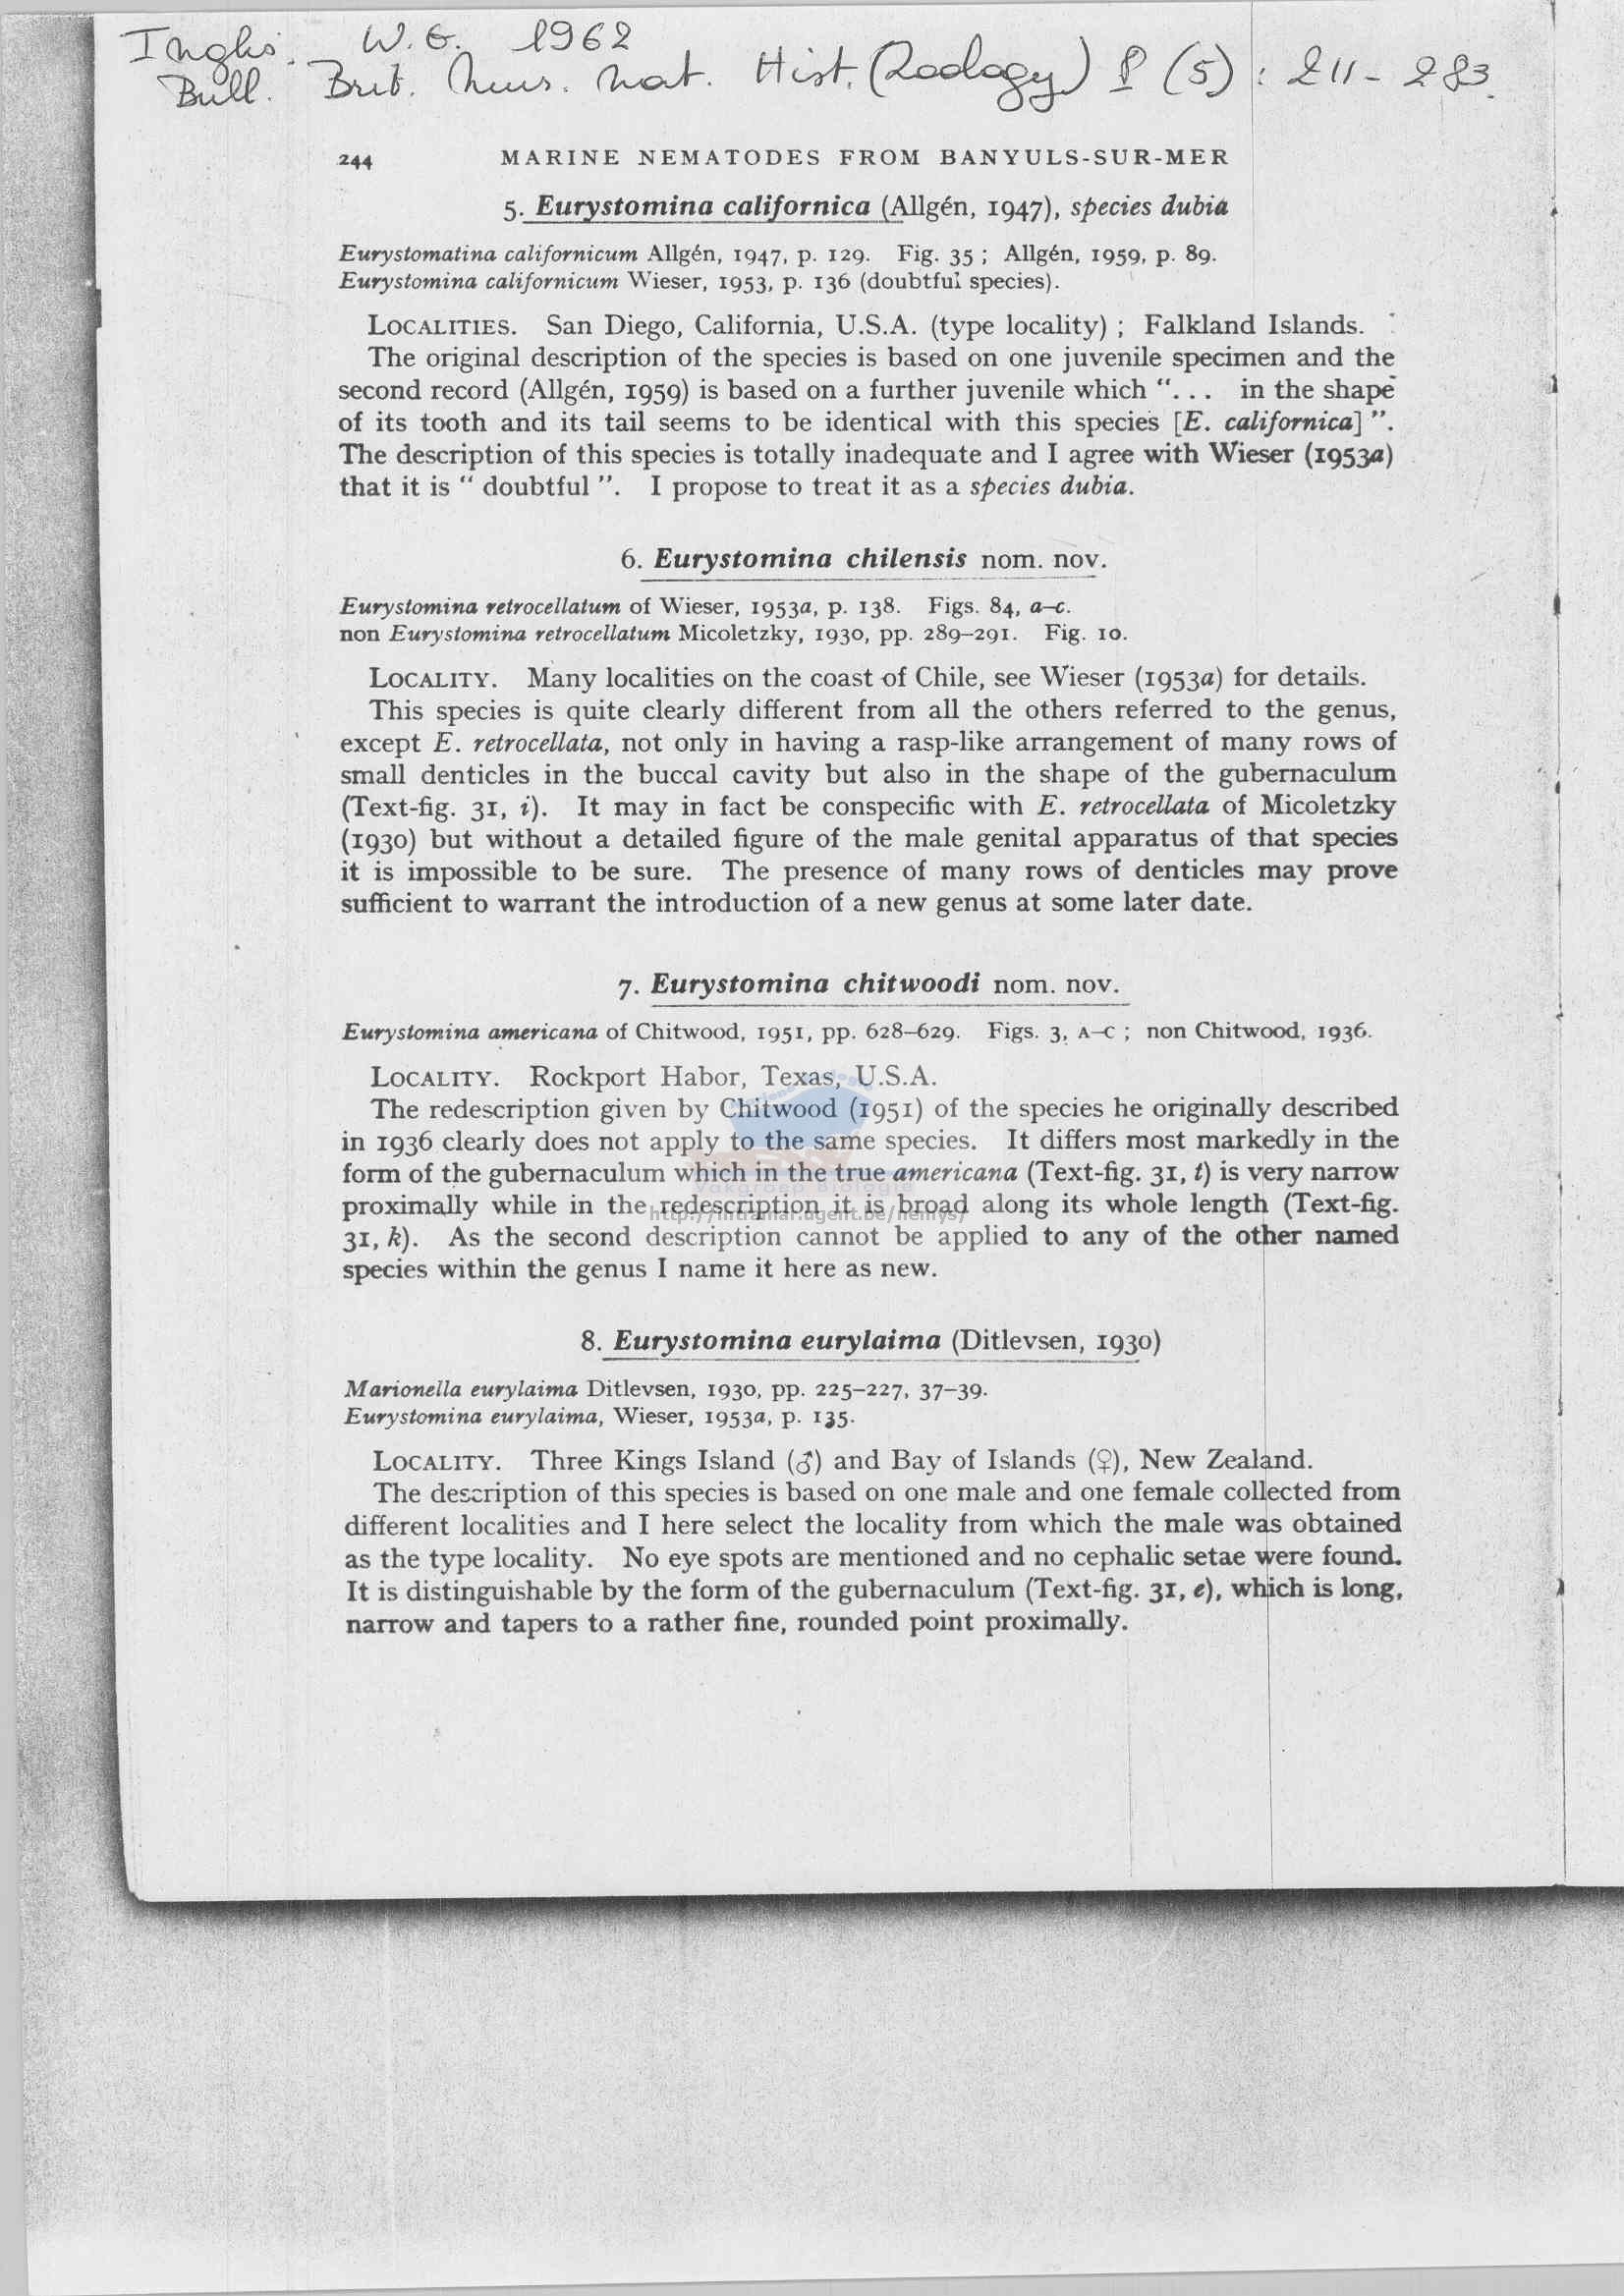 Inglis. W.G. 1962
Bull. Brit. Mus. nat. Hist. (Zoology) 8 (5) : 211-283.
244 MARINE NEMATODES FROM BANYULS-SUR-MER
5. Eurystomina californica (Allgén, 1947), species dubia
Eurystomatina californicum Allgén, 1947, p. 129. Fig. 35 ; Allgén, 1959, p. 89.
Eurystomina californicum Wieser, 1953, p. 136 (doubtful species).
LOCALITIES. San Diego, California, U.S.A. (type locality) ; Falkland Islands.
The original description of the species is based on one juvenile specimen and the
second record (Allgén, 1959) is based on a further juvenile which “. . . in the shape
of its tooth and its tail seems to be identical with this species [E. californica] ”.
The description of this species is totally inadequate and I agree with Wieser (1953a)
that it is “ doubtful ”. I propose to treat it as a species dubia.
6. Eurystomina chilensis nom. nov.
Eurystomina retrocellatum of Wieser, 1953a, p. 138. Figs. 84, a–c.
non Eurystomina retrocellatum Micoletzky, 1930, pp. 289–291. Fig. 10.
LOCALITY. Many localities on the coast of Chile, see Wieser (1953a) for details.
This species is quite clearly different from all the others referred to the genus,
except E. retrocellata, not only in having a rasp-like arrangement of many rows of
small denticles in the buccal cavity but also in the shape of the gubernaculum
(Text-fig. 31, i). It may in fact be conspecific with E. retrocellata of Micoletzky
(1930) but without a detailed figure of the male genital apparatus of that species
it is impossible to be sure. The presence of many rows of denticles may prove
sufficient to warrant the introduction of a new genus at some later date.
7. Eurystomina chitwoodi nom. nov.
Eurystomina americana of Chitwood, 1951, pp. 628–629. Figs. 3, A–C ; non Chitwood, 1936.
LOCALITY. Rockport Habor, Texas, U.S.A.
The redescription given by Chitwood (1951) of the species he originally described
in 1936 clearly does not apply to the same species. It differs most markedly in the
form of the gubernaculum which in the true americana (Text-fig. 31, t) is very narrow
Vakgroep Biologie
proximally while in the redescription it is broad along its whole length (Text-fig.
http://intramar.ugent.be/nemys/
31, k). As the second description cannot be applied to any of the other named
species within the genus I name it here as new.
8. Eurystomina eurylaima (Ditlevsen, 1930)
Marionella eurylaima Ditlevsen, 1930, pp. 225–227, 37–39.
Eurystomina eurylaima, Wieser, 1953a, p. 135.
LOCALITY. Three Kings Island (♂) and Bay of Islands (♀), New Zealand.
The description of this species is based on one male and one female collected from
different localities and I here select the locality from which the male was obtained
as the type locality. No eye spots are mentioned and no cephalic setae were found.
It is distinguishable by the form of the gubernaculum (Text-fig. 31, e), which is long,
narrow and tapers to a rather fine, rounded point proximally.